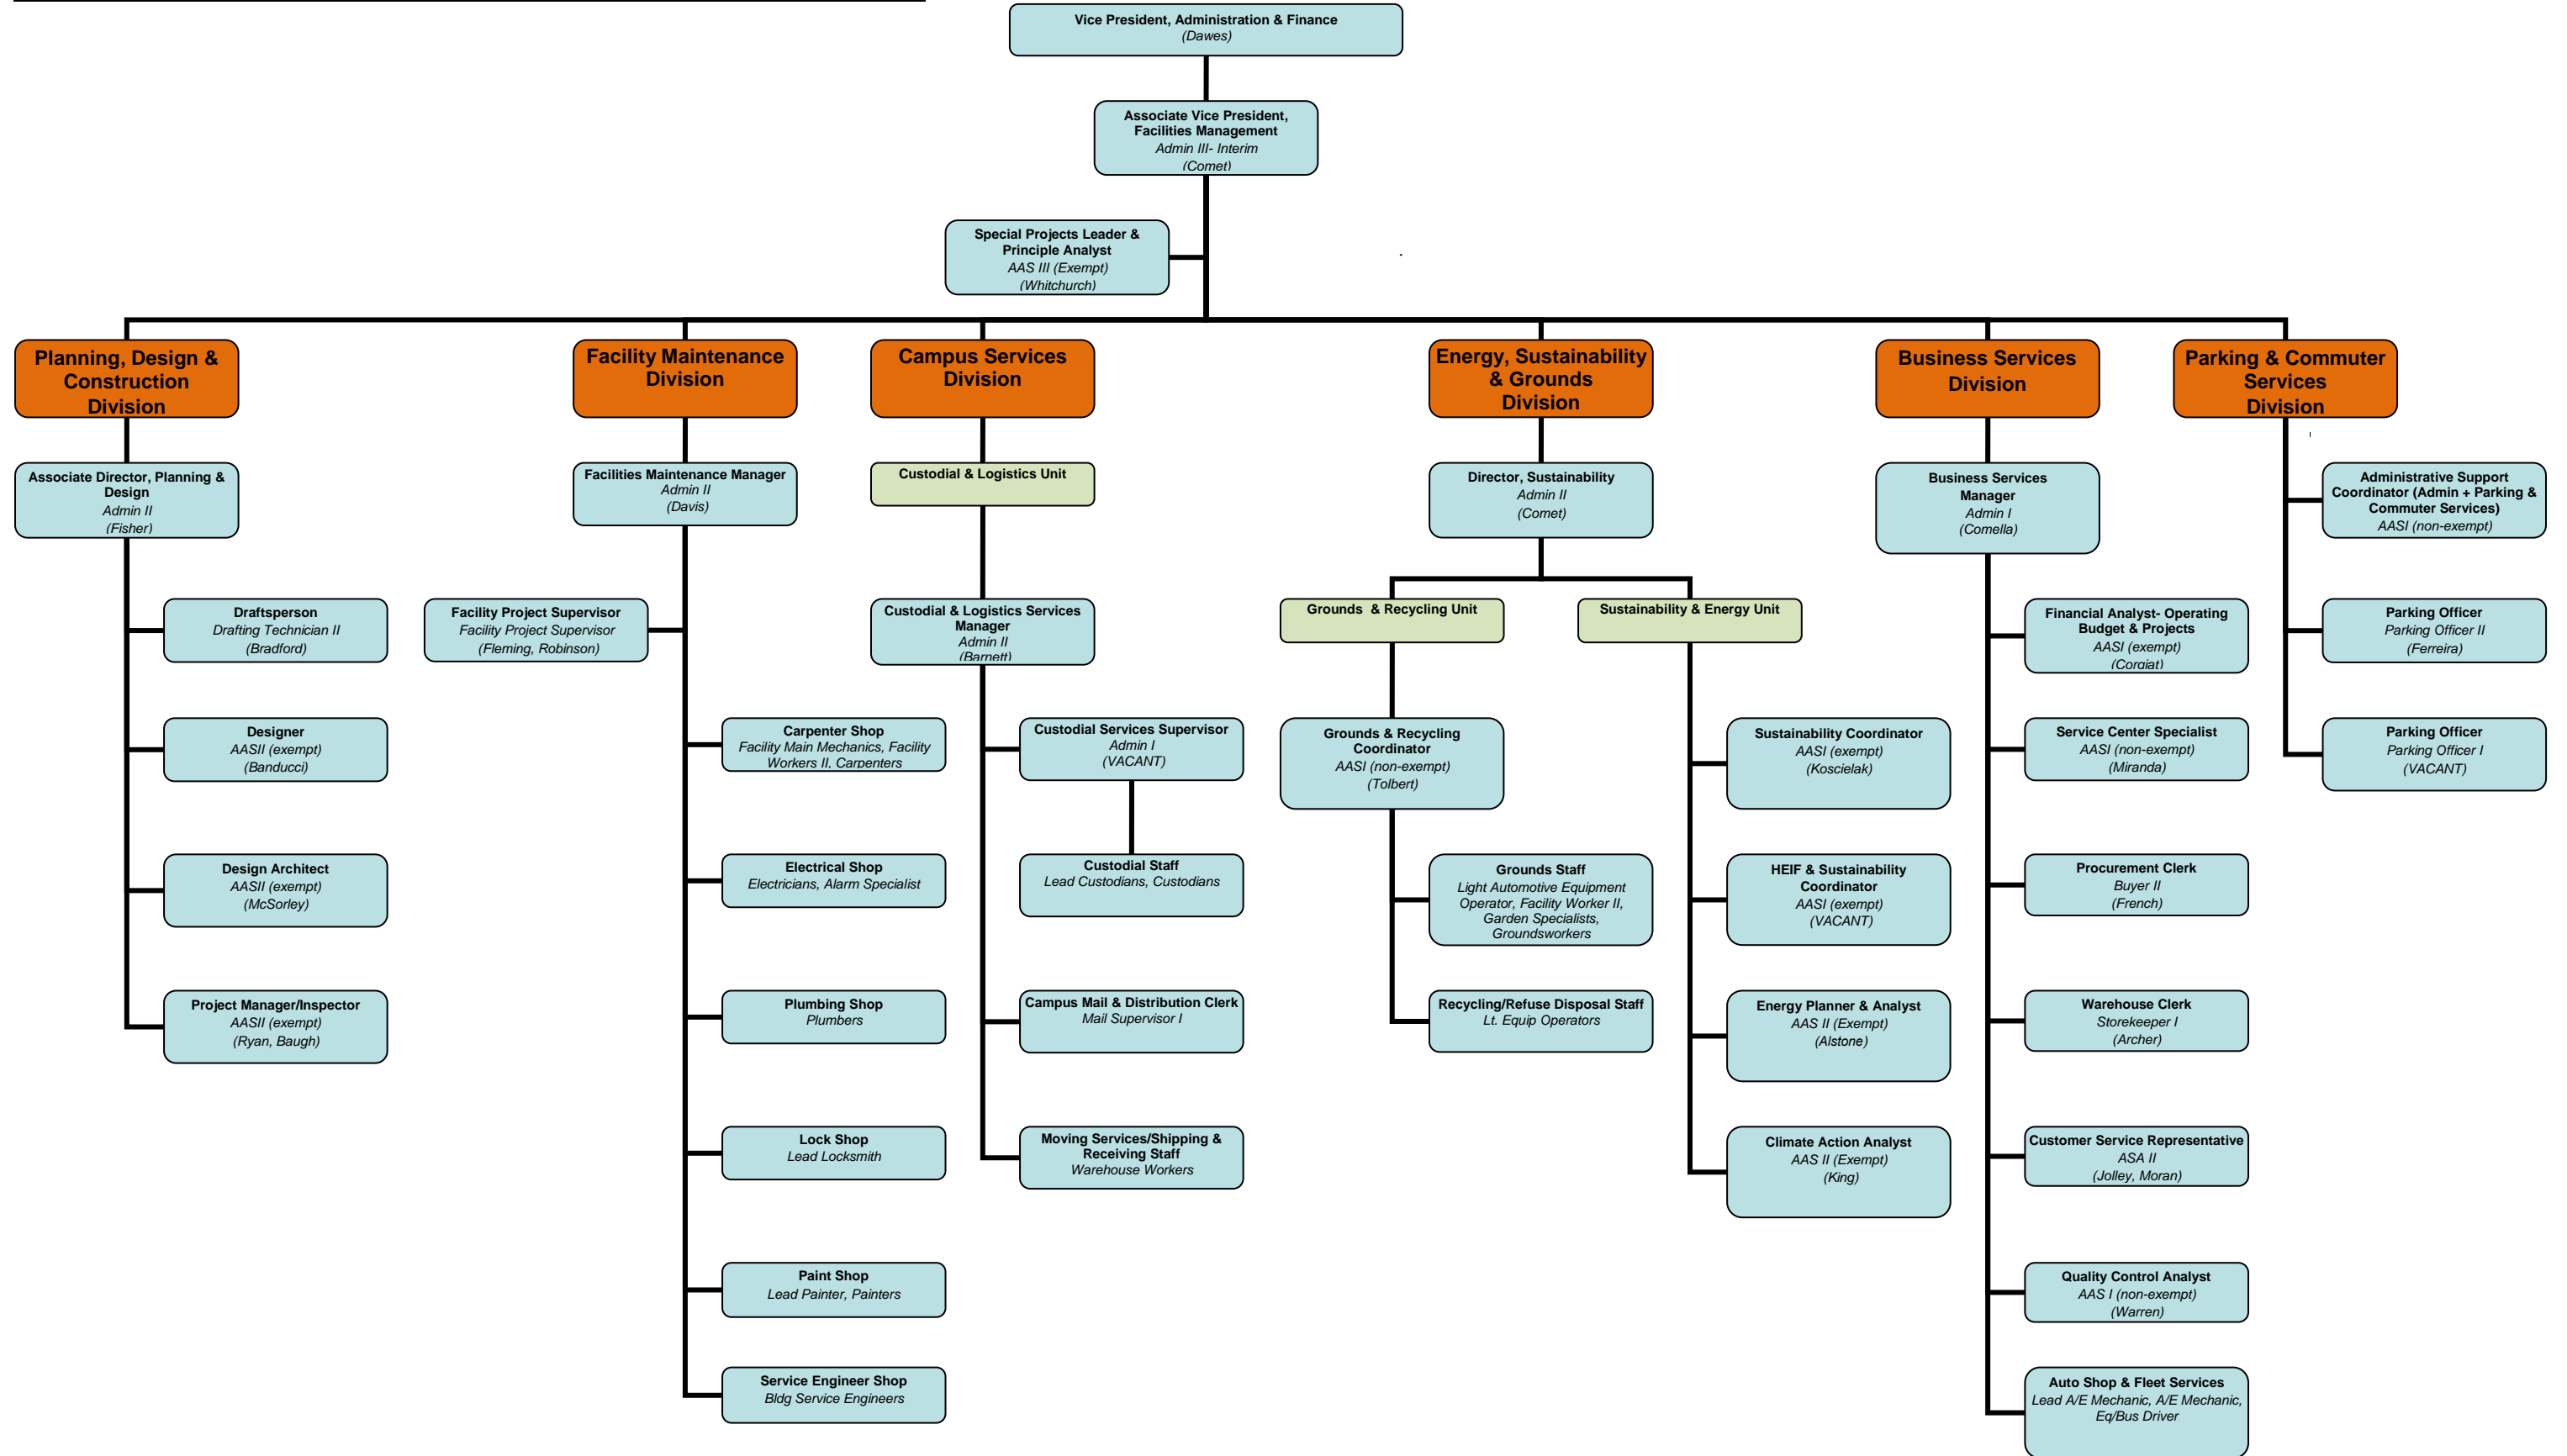 Vice President, Administration & Finance
(Dawes)
Associate Vice President,
Facilities Management
Admin III- Interim
(Comet)
Special Projects Leader &
Principle Analyst
AAS III (Exempt)
(Whitchurch)
Planning, Design &
Construction
Division
Facility Maintenance
Division
Campus Services
Division
Energy, Sustainability
& Grounds
Division
Business Services
Division
Parking & Commuter
Services
Division
Associate Director, Planning &
Design
Admin II
(Fisher)
Facilities Maintenance Manager
Admin II
(Davis)
Custodial & Logistics Unit
Director, Sustainability
Admin II
(Comet)
Business Services
Manager
Admin I
(Comella)
Administrative Support
Coordinator (Admin + Parking &
Commuter Services)
AASI (non-exempt)
Draftsperson
Drafting Technician II
(Bradford)
Facility Project Supervisor
Facility Project Supervisor
(Fleming, Robinson)
Custodial & Logistics Services
Manager
Admin II
(Barnett)
Grounds & Recycling Unit
Sustainability & Energy Unit
Financial Analyst- Operating
Budget & Projects
AASI (exempt)
(Corgiat)
Parking Officer
Parking Officer II
(Ferreira)
Designer
AASII (exempt)
(Banducci)
Carpenter Shop
Facility Main Mechanics, Facility
Workers II, Carpenters
Custodial Services Supervisor
Admin I
(VACANT)
Grounds & Recycling
Coordinator
AASI (non-exempt)
(Tolbert)
Sustainability Coordinator
AASI (exempt)
(Koscielak)
Service Center Specialist
AASI (non-exempt)
(Miranda)
Parking Officer
Parking Officer I
(VACANT)
Design Architect
AASII (exempt)
(McSorley)
Electrical Shop
Electricians, Alarm Specialist
Custodial Staff
Lead Custodians, Custodians
Grounds Staff
Light Automotive Equipment
Operator, Facility Worker II,
Garden Specialists,
Groundsworkers
HEIF & Sustainability
Coordinator
AASI (exempt)
(VACANT)
Procurement Clerk
Buyer II
(French)
Project Manager/Inspector
AASII (exempt)
(Ryan, Baugh)
Plumbing Shop
Plumbers
Campus Mail & Distribution Clerk
Mail Supervisor I
Recycling/Refuse Disposal Staff
Lt. Equip Operators
Energy Planner & Analyst
AAS II (Exempt)
(Alstone)
Warehouse Clerk
Storekeeper I
(Archer)
Lock Shop
Lead Locksmith
Moving Services/Shipping &
Receiving Staff
Warehouse Workers
Climate Action Analyst
AAS II (Exempt)
(King)
Customer Service Representative
ASA II
(Jolley, Moran)
Paint Shop
Lead Painter, Painters
Quality Control Analyst
AAS I (non-exempt)
(Warren)
Service Engineer Shop
Bldg Service Engineers
Auto Shop & Fleet Services
Lead A/E Mechanic, A/E Mechanic,
Eq/Bus Driver